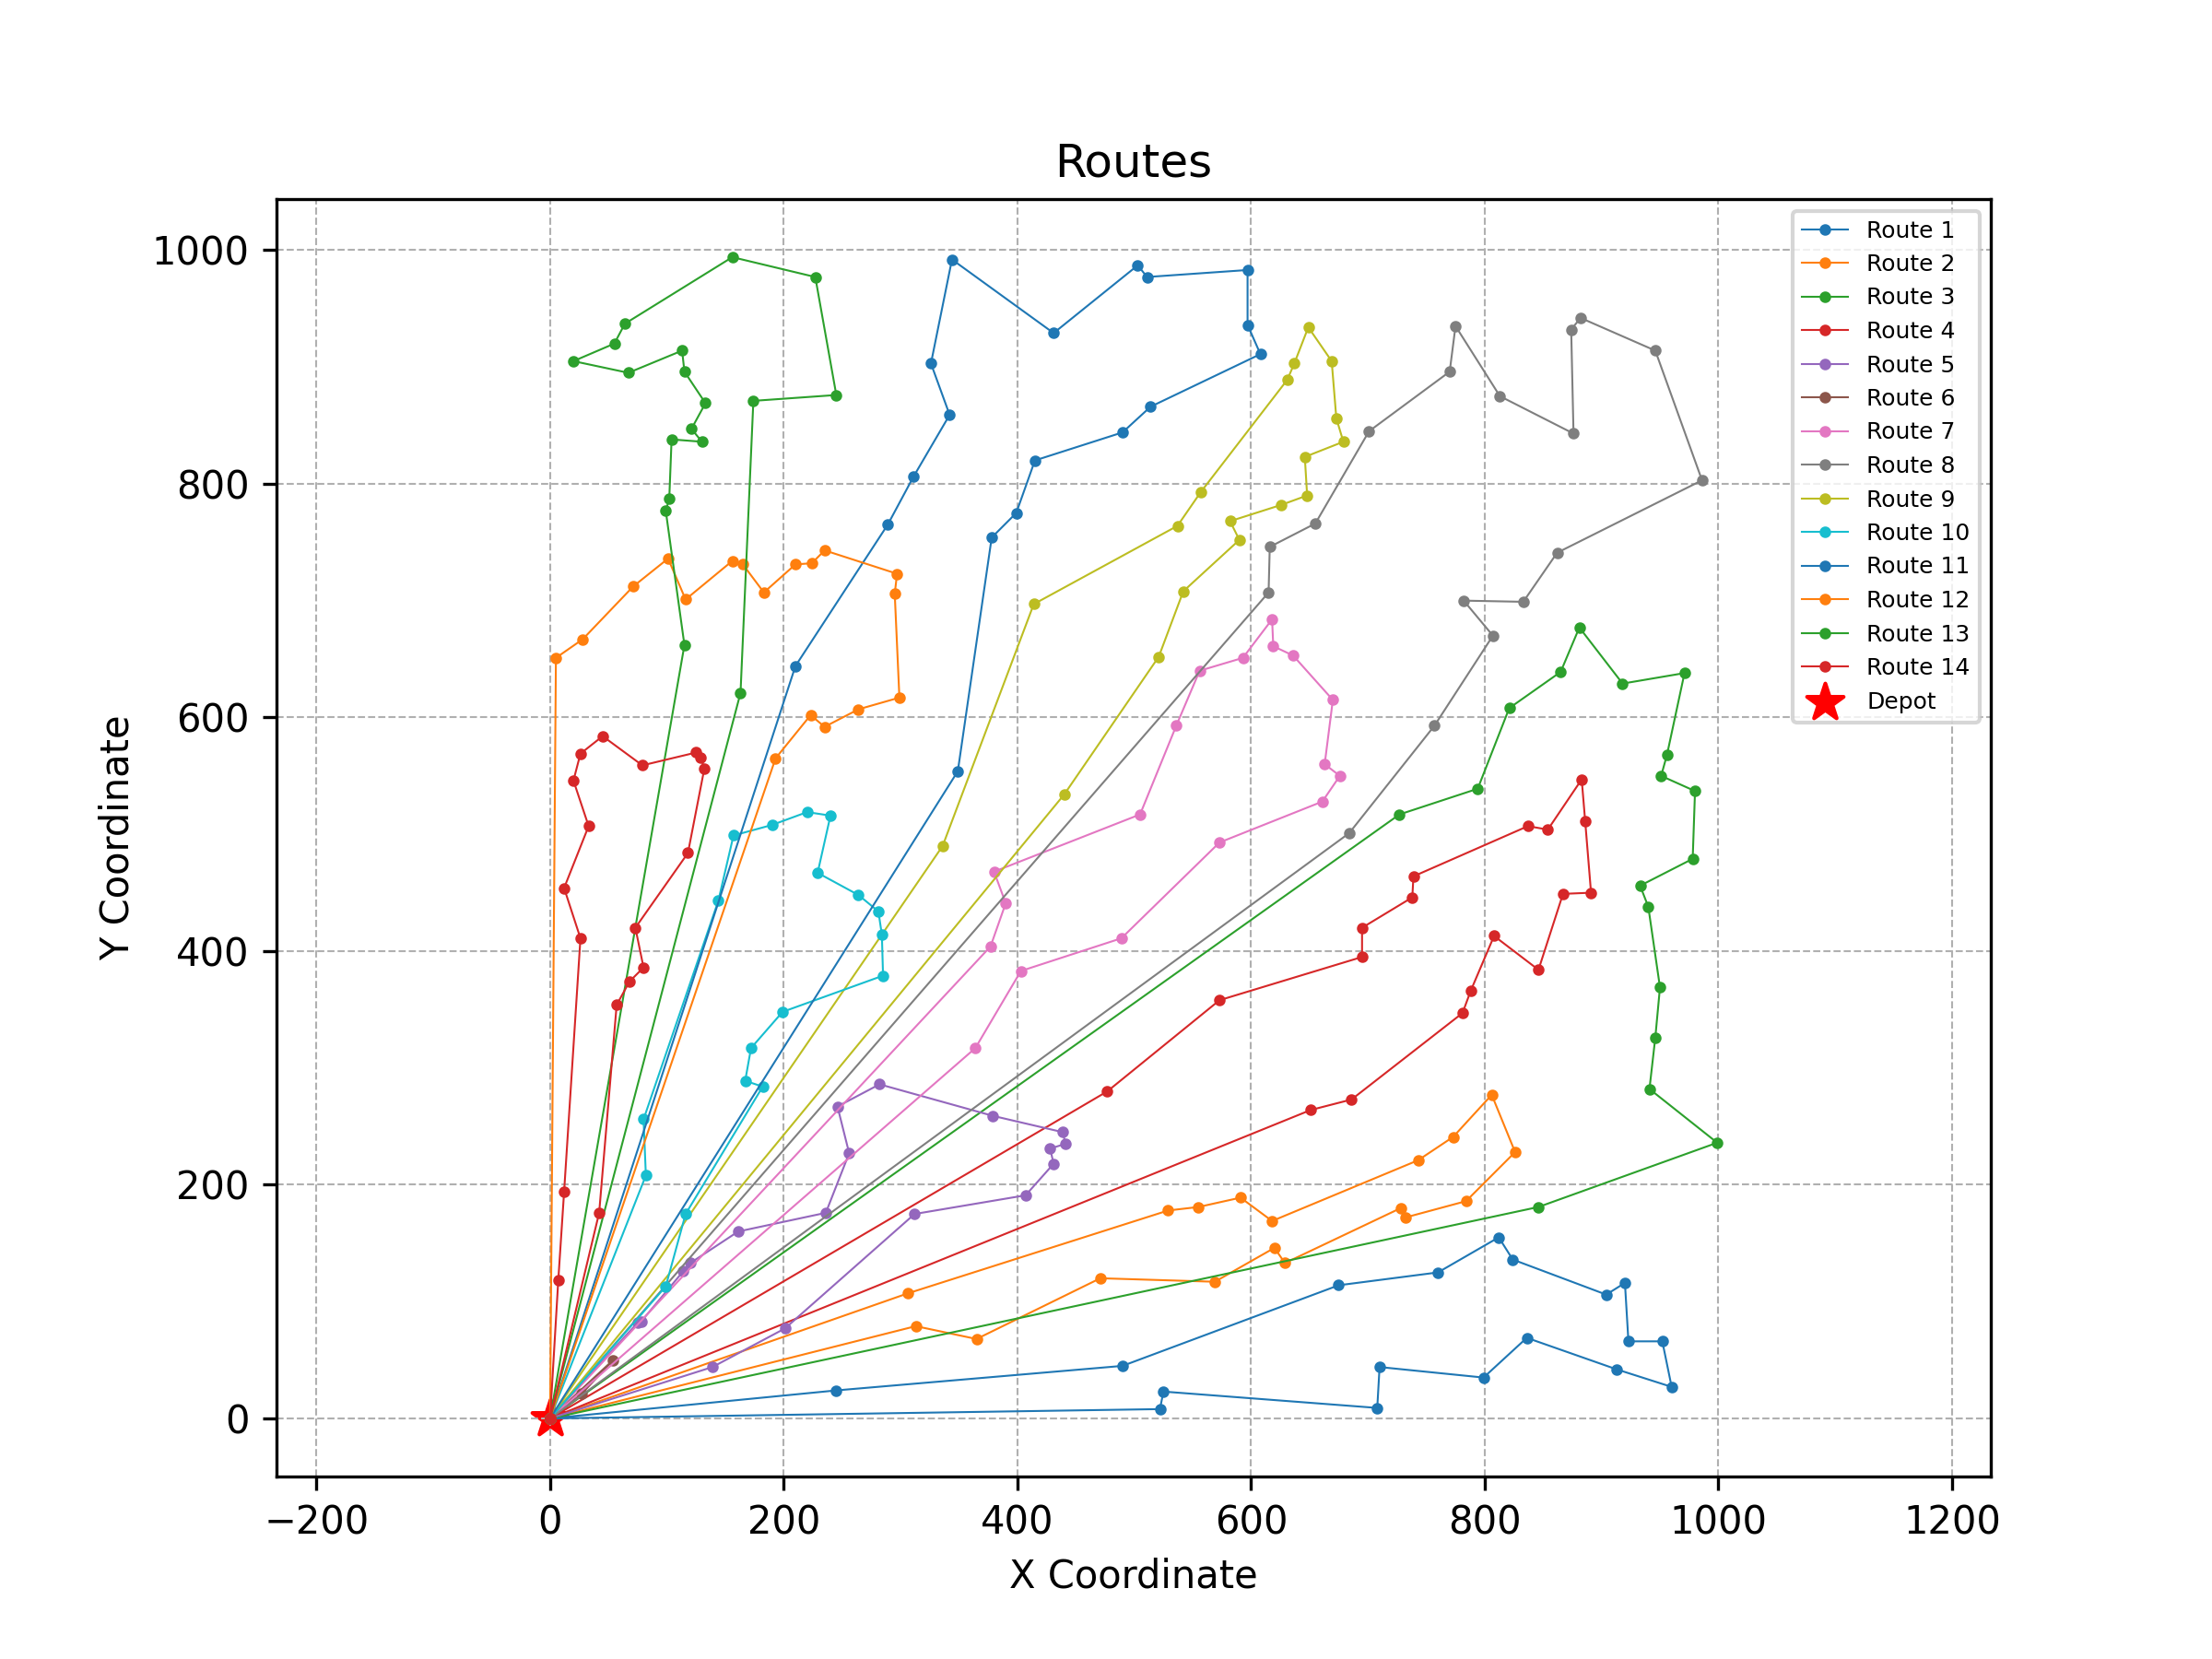 Routes
Route 1
Route 2
Route 3
Route 4
Route 5
Route 6
Route 7
Route 8
Route 9
Route 10
Route 11
Route 12
Route 13
Route 14
Depot
1000
800
600
400
200
0
Y Coordinate
−200 0 200 400 600 800 1000 1200
X Coordinate